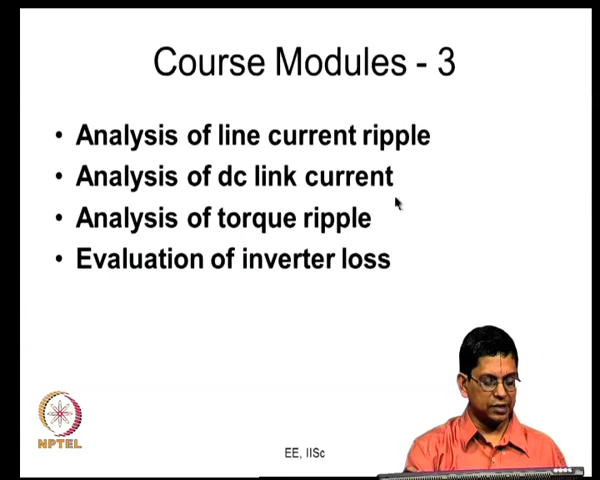 Course Modules - 3
• Analysis of line current ripple
• Analysis of dc link current
• Analysis of torque ripple
• Evaluation of inverter loss
NPTEL
EE, IISc